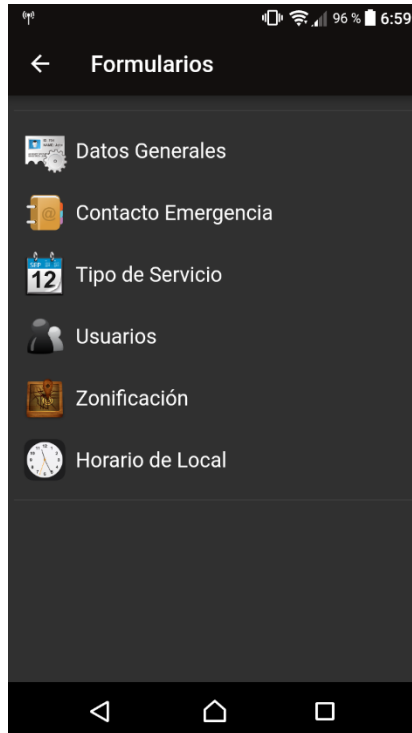 96 % 6:59
Formularios
Datos Generales
Contacto Emergencia
Tipo de Servicio
12
Usuarios
Zonificación
Horario de Local